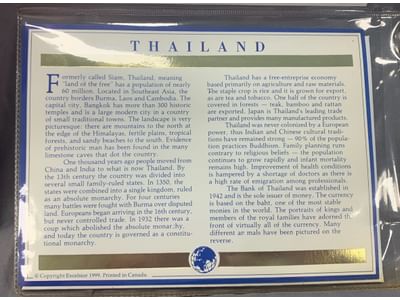 THAILAND
Formerly called Siam, Thailand, meaning
"land of the free" has a population of nearly
60 million. Located in Southeast Asia, the
country borders Burma, Laos and Cambodia. The
capital city, Bangkok has more than 300 historic
temples and is a large modern city in a country
of small traditional towns. The landscape is very
picturesque: there are mountains to the north at
the edge of the Himalayas, fertile plains, tropical
forests, and sandy beaches to the south. Evidence
of prehistoric man has been found in the many
limestone caves that dot the country.
One thousand years ago people moved from
China and India to what is now Thailand. By
the 13th century the country was divided into
several small family-ruled states. In 1350, the
states were combined into a single kingdom, ruled
as an absolute monarchy. For four centuries
many battles were fought with Burma over disputed
land. Europeans began arriving in the 16th century,
but never controlled trade. In 1932 there was a
coup which abolished the absolute monarchy,
and today the country is governed as a constitu-
tional monarchy.
Thailand has a free-enterprise economy
based primarily on agriculture and raw materials.
The staple crop is rice and it is grown for export,
as are tea and tobacco. One half of the country is
covered in forests — teak, bamboo and rattan
are exported. Japan is Thailand's leading trade
partner and provides many manufactured products.
Thailand was never colonized by a European
power, thus Indian and Chinese cultural tradi-
tions have remained strong — 90% of the popula-
tion practices Buddhism. Family planning runs
contrary to religious beliefs — the population
continues to grow rapidly and infant mortality
remains high. Improvement of health conditions
is hampered by a shortage of doctors as there is
a high rate of emigration among professionals.
The Bank of Thailand was established in
1942 and is the sole issuer of money. The currency
is based on the baht, one of the most stable
monies in the world. The portraits of kings and
members of the royal families have adorned the
front of virtually all of the currency. Many
different<br> have been pictured on the
reverse.
© Copyright Excelsior 1999. Printed in Canada.